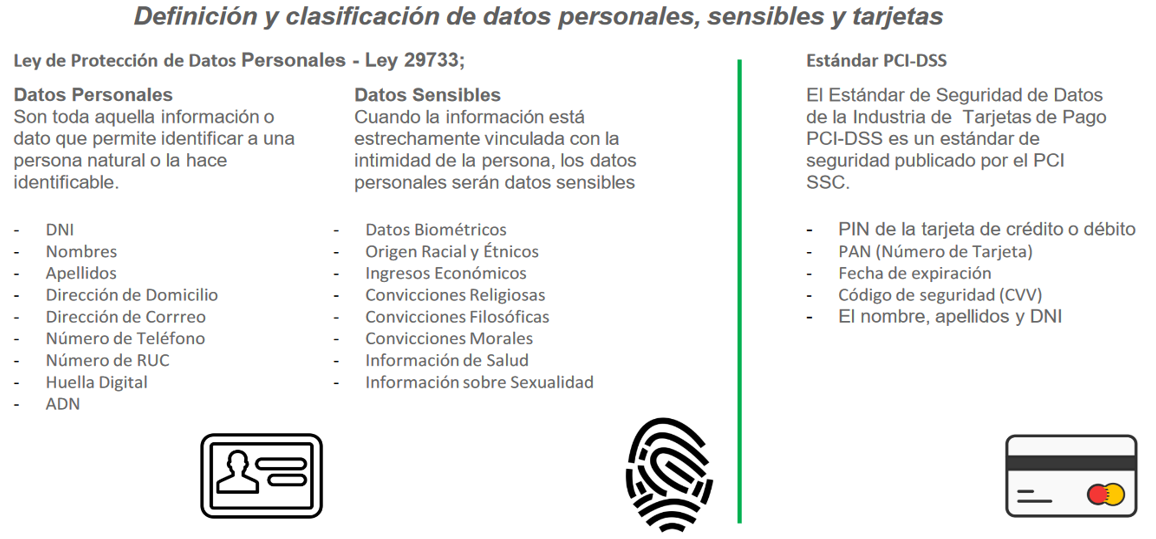 Definición y clasificación de datos personales, sensibles y tarjetas
Ley de Protección de Datos Personales - Ley 29733;
Datos Personales
Son toda aquella información o
dato que permite identificar a una
persona natural o la hace
identificable.
- DNI
- Nombres
- Apellidos
- Dirección de Domicilio
- Dirección de Corrreo
- Número de Teléfono
- Número de RUC
- Huella Digital
- ADN
Datos Sensibles
Cuando la información está
estrechamente vinculada con la
intimidad de la persona, los datos
personales serán datos sensibles
- Datos Biométricos
- Origen Racial y Étnicos
- Ingresos Económicos
- Convicciones Religiosas
- Convicciones Filosóficas
- Convicciones Morales
- Información de Salud
- Información sobre Sexualidad
Estándar PCI-DSS
El Estándar de Seguridad de Datos
de la Industria de Tarjetas de Pago
PCI-DSS es un estándar de
seguridad publicado por el PCI
SSC.
- PIN de la tarjeta de crédito o débito
- PAN (Número de Tarjeta)
- Fecha de expiración
- Código de seguridad (CVV)
- El nombre, apellidos y DNI